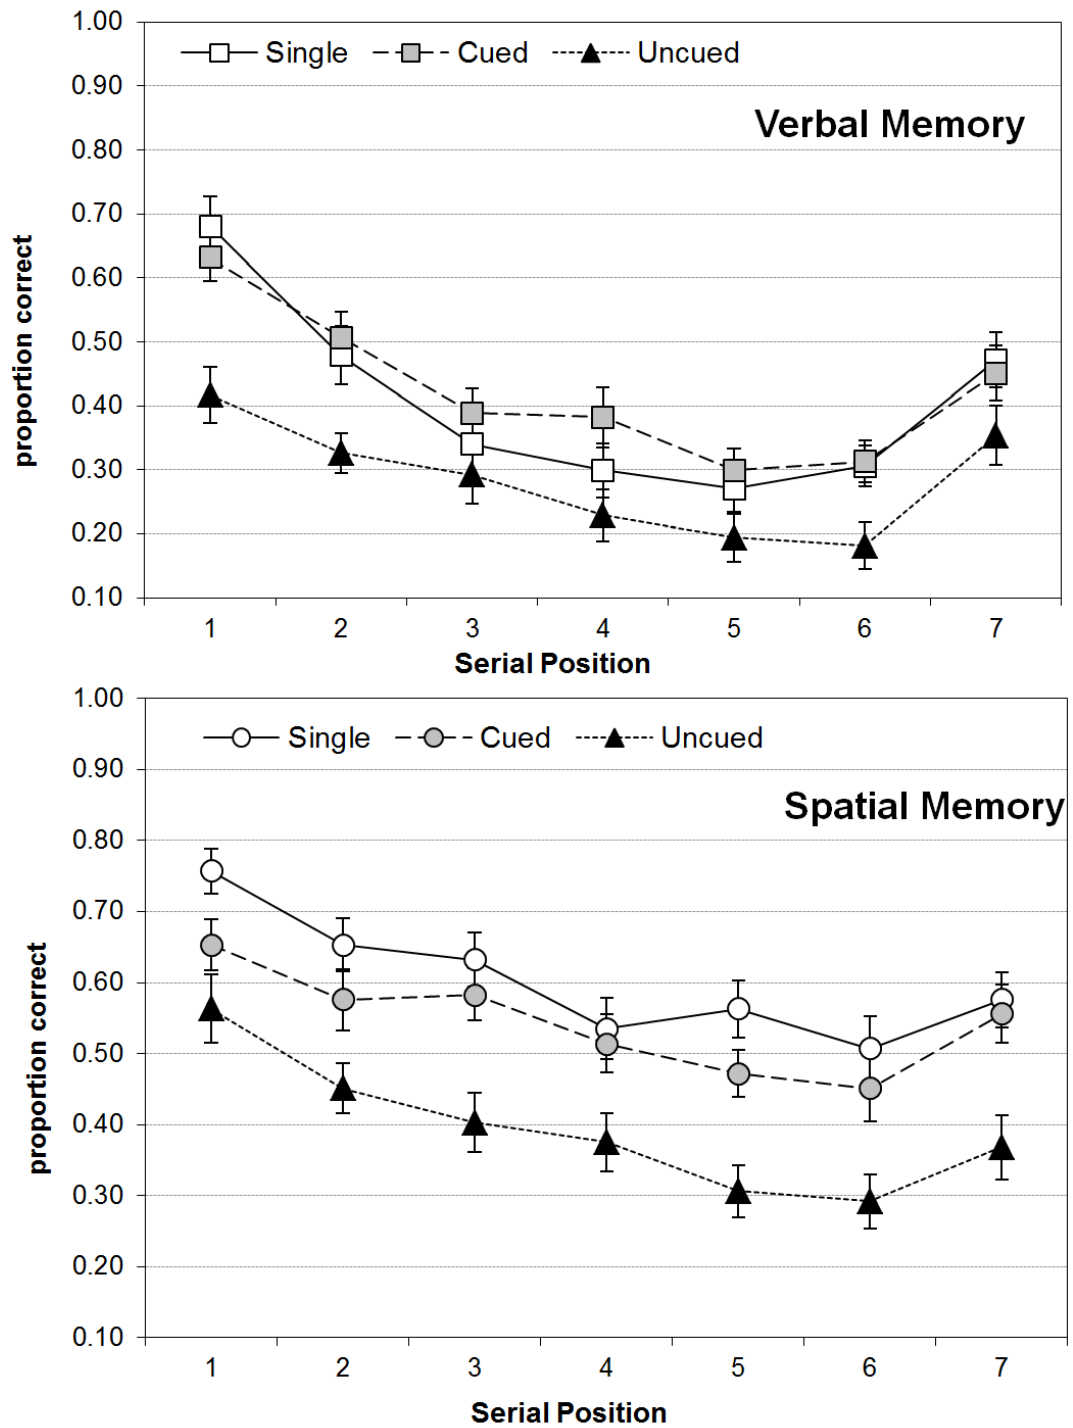 1.00
Single Cued Uncued
0.90
Verbal Memory
0.80
0.70
0.60
0.50
0.40
0.30
0.20
0.10
proportion correct
1 2 3 4 5 6 7
Serial Position
1.00
Single Cued Uncued
0.90
Spatial Memory
0.80
0.70
0.60
0.50
0.40
0.30
0.20
0.10
proportion correct
1 2 3 4 5 6 7
Serial Position